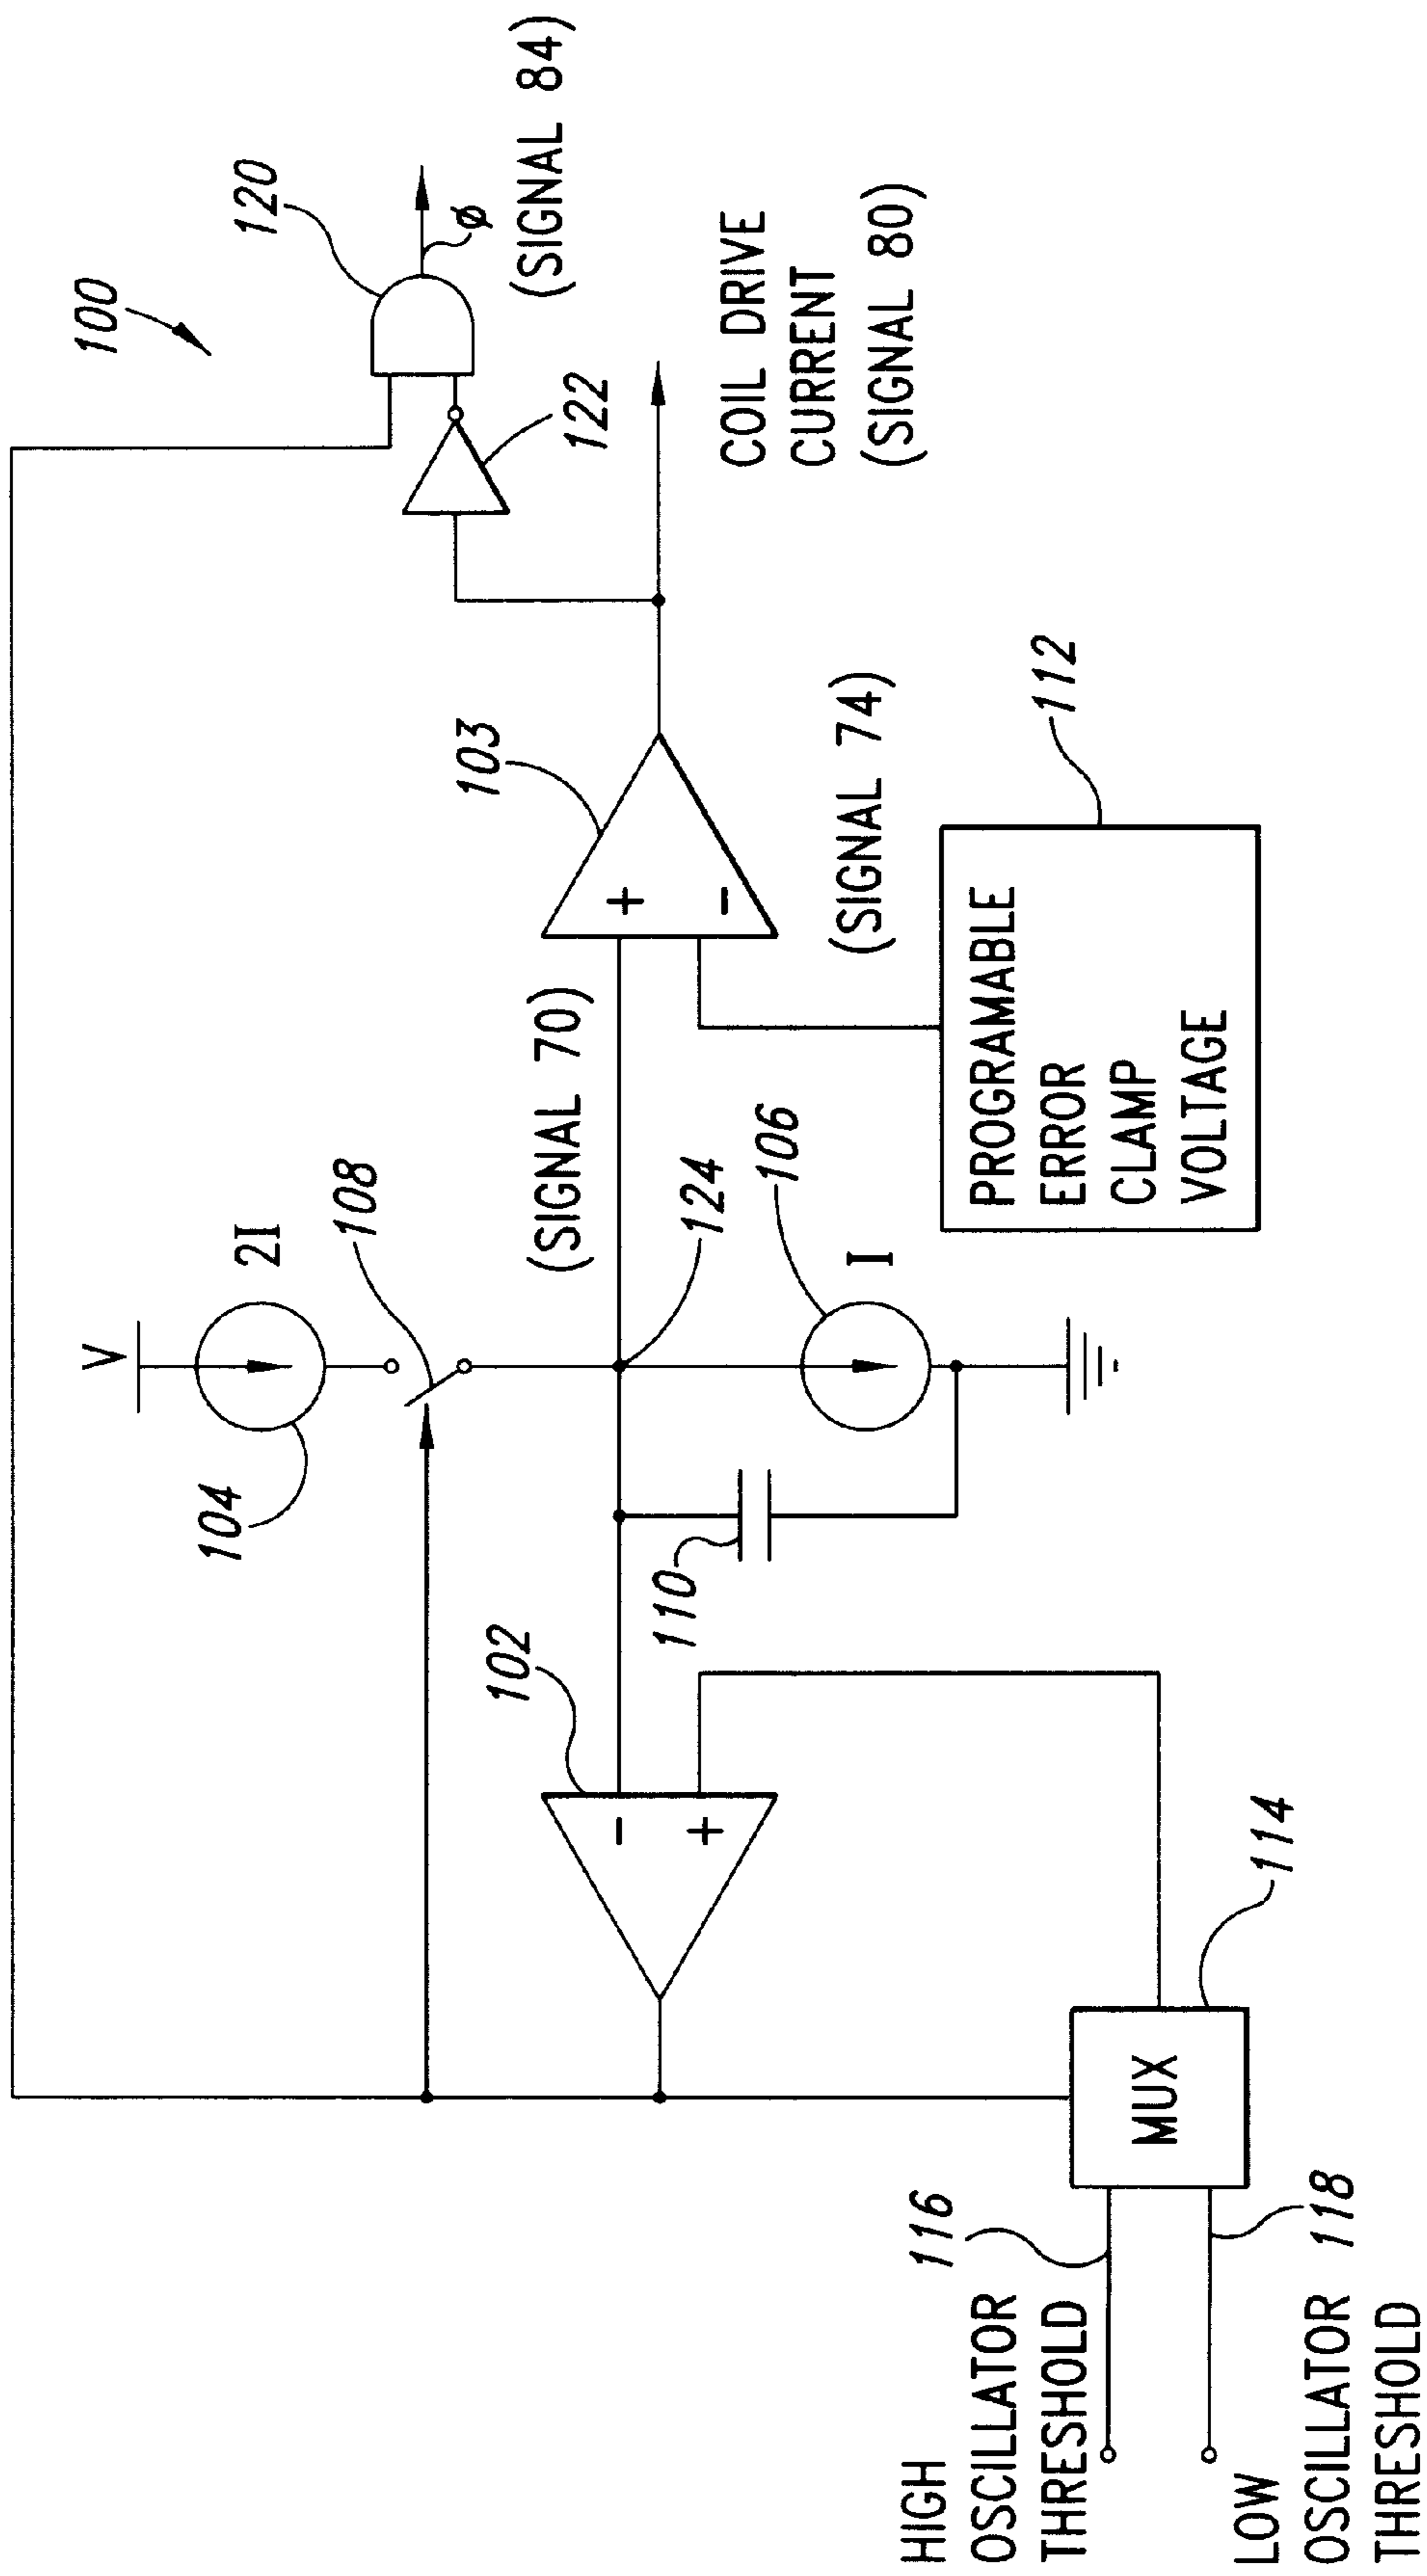 100
120
Ø
(SIGNAL 84)
122
COIL DRIVE
CURRENT
(SIGNAL 80)
V
2I
104
108
(SIGNAL 70)
103
+
-
(SIGNAL 74)
112
PROGRAMABLE
ERROR
CLAMP
VOLTAGE
124
106
I
110
102
-
+
114
MUX
116
HIGH
OSCILLATOR
THRESHOLD
118
LOW
OSCILLATOR
THRESHOLD